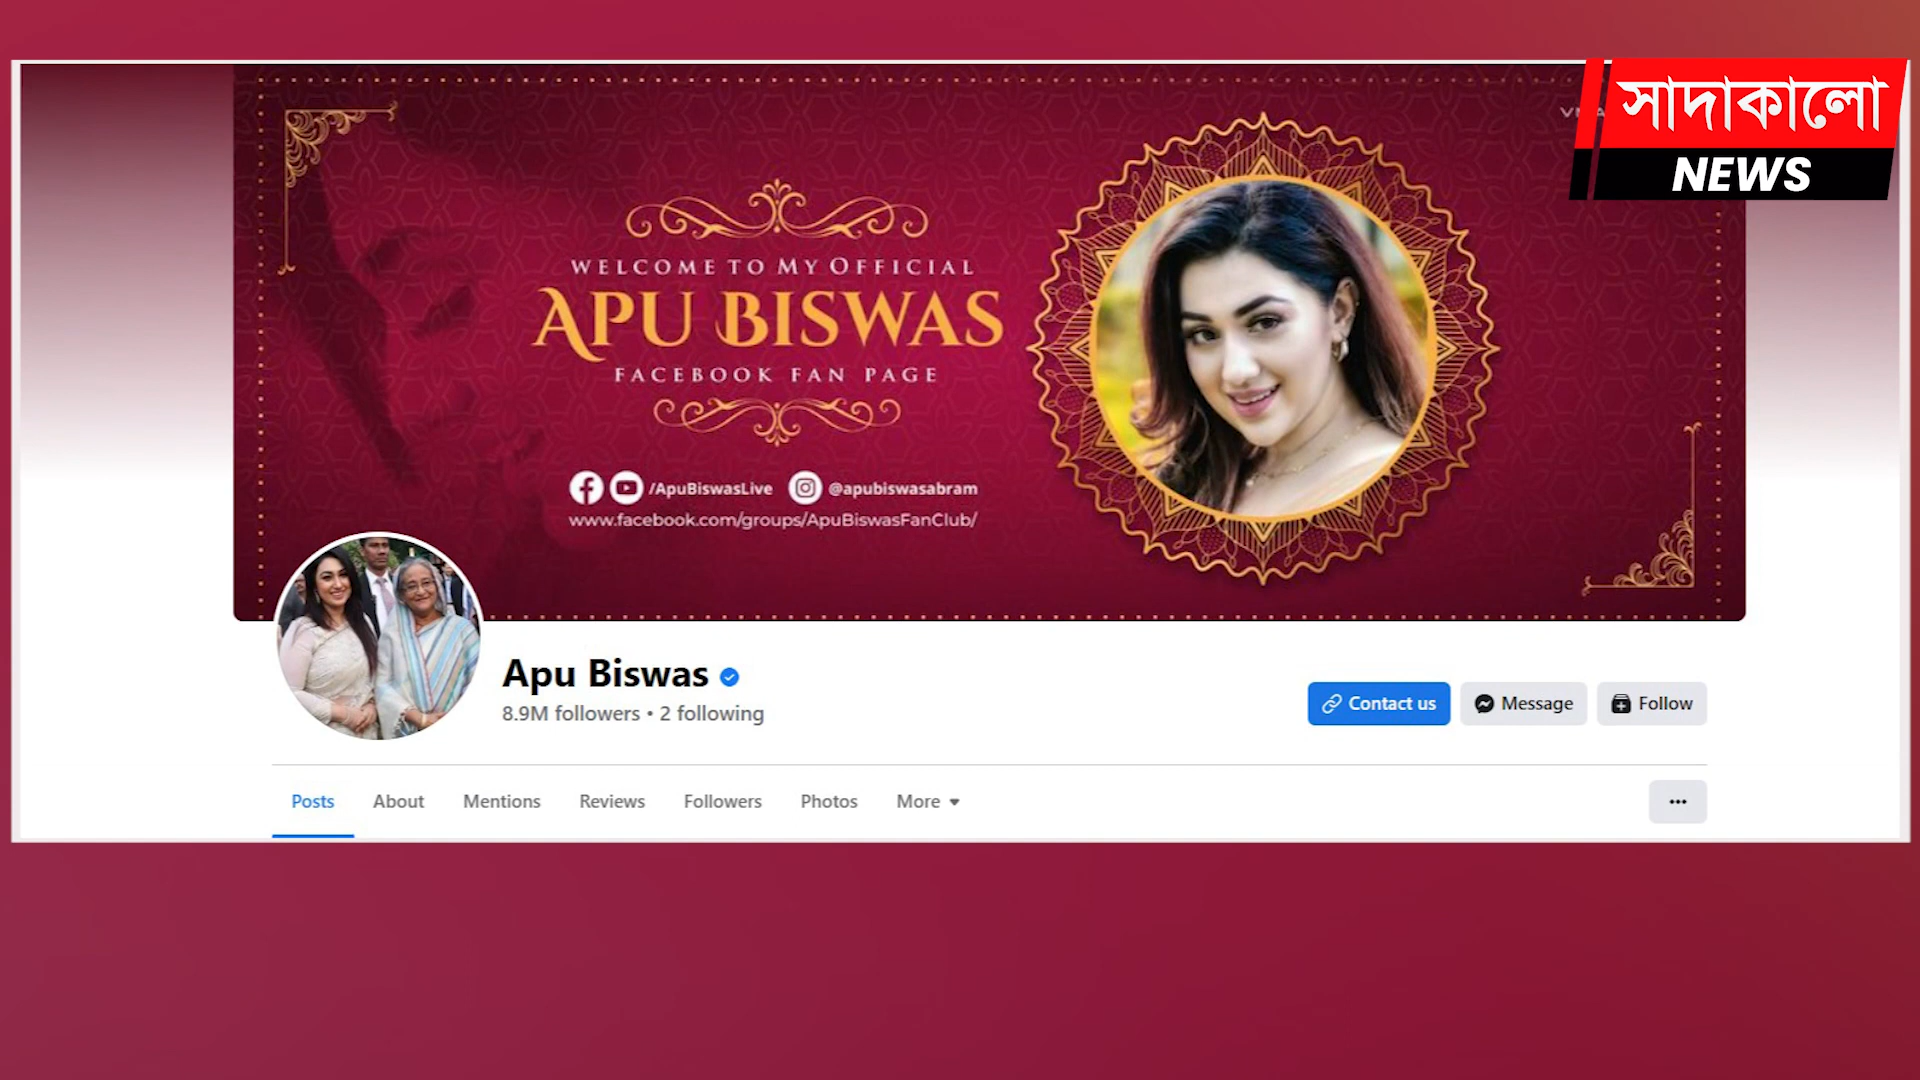 সাদাকালো
NEWS
WELCOME TO MY OFFICIAL
APU BISWAS
FACEBOOK FAN PAGE
/ApuBiswasLive @apubiswasabram
www.facebook.com/groups/ApuBiswasFanClub/
Apu Biswas
8.9M followers • 2 following
Contact us Message Follow
Posts About Mentions Reviews Followers Photos More